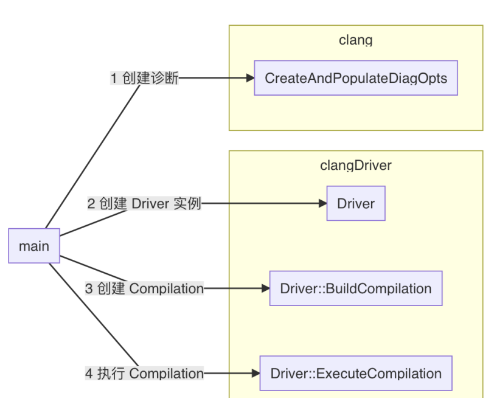 clang
1 创建诊断
CreateAndPopulateDiagOpts
clangDriver
2 创建 Driver 实例
Driver
main
3 创建 Compilation
Driver::BuildCompilation
4 执行 Compilation
Driver::ExecuteCompilation